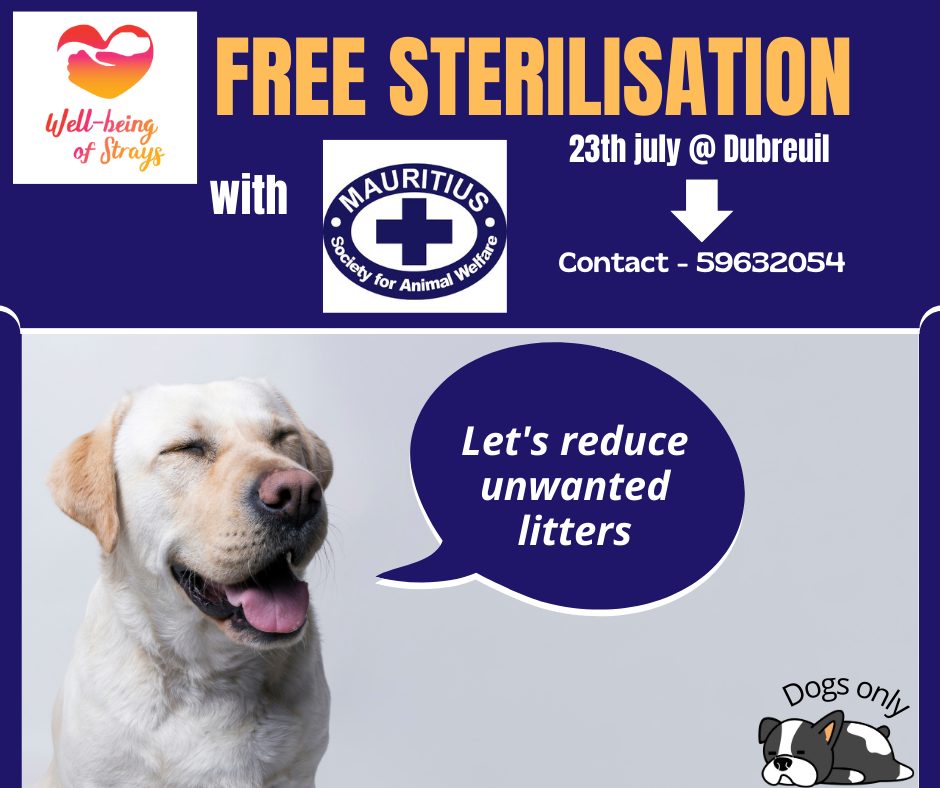 Well-being
of Strays
FREE STERILISATION
23th july @ Dubreuil
with
MAURITIUS
Society for Animal Welfare
Contact - 59632054
Let's reduce
unwanted
litters
Dogs only